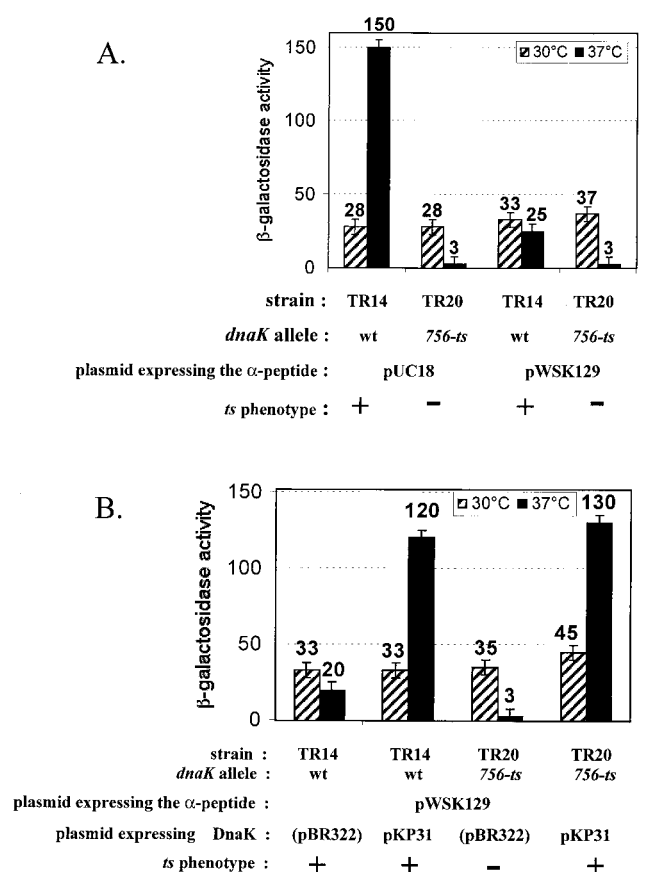 A.
β-galactosidase activity
150
100
50
0
30°C 37°C
28 150 28 3 33 25 37 3
strain : TR14 TR20 TR14 TR20
dnaK allele : wt 756-ts wt 756-ts
plasmid expressing the α-peptide : pUC18 pWSK129
ts phenotype : + - + -
B.
β-galactosidase activity
150
100
50
0
30°C 37°C
33 20 33 120 35 3 45 130
strain : TR14 TR14 TR20 TR20
dnaK allele : wt wt 756-ts 756-ts
plasmid expressing the α-peptide : pWSK129
plasmid expressing DnaK : (pBR322) pKP31 (pBR322) pKP31
ts phenotype : + + - +